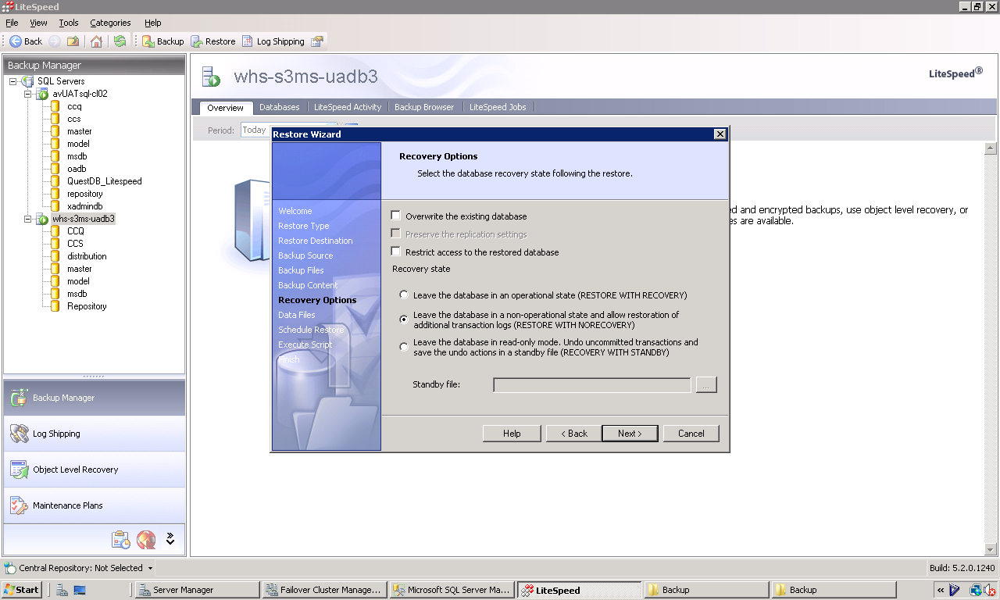 LiteSpeed
File View Tools Categories Help
Back Backup Restore Log Shipping
Backup Manager
SQL Servers
avUATsql-cl02
ccq
ccs
master
model
msdb
oadb
QuestDB_Litespeed
repository
xadmindb
whs-s3ms-uadb3
CCQ
CCS
distribution
master
model
msdb
Repository
Backup Manager
Log Shipping
Object Level Recovery
Maintenance Plans
whs-s3ms-uadb3
LiteSpeed®
Overview Databases LiteSpeed Activity Backup Browser LiteSpeed Jobs
Period: Today
ed and encrypted backups, use object level recovery, or
es are available.
Restore Wizard
Recovery Options
Select the database recovery state following the restore.
Welcome
Restore Type
Restore Destination
Backup Source
Backup Files
Backup Content
Recovery Options
Data Files
Schedule Restore
Execute Script
Finish
Overwrite the existing database
Preserve the replication settings
Restrict access to the restored database
Recovery state
Leave the database in an operational state (RESTORE WITH RECOVERY)
Leave the database in a non-operational state and allow restoration of
additional transaction logs (RESTORE WITH NORECOVERY)
Leave the database in read-only mode. Undo uncommitted transactions and
save the undo actions in a standby file (RECOVERY WITH STANDBY)
Standby file: ...
Help < Back Next > Cancel
Central Repository: Not Selected Build: 5.2.0.1240
Start Server Manager Failover Cluster Manage... Microsoft SQL Server Ma... LiteSpeed Backup Backup